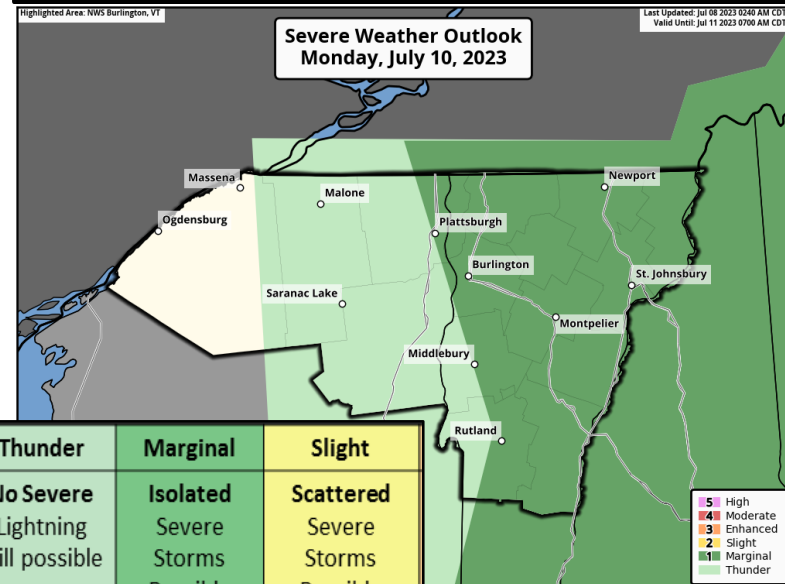 Highlighted Area: NWS Burlington, VT
Last Updated: Jul 08 2023 0240 AM CDT
Valid Until: Jul 11 2023 0700 AM CDT
Severe Weather Outlook
Monday, July 10, 2023
Massena
Malone
Newport
Ogdensburg
Plattsburgh
Burlington
St. Johnsbury
Saranac Lake
Montpelier
Middlebury
Rutland
Thunder Marginal Slight
No Severe Isolated Scattered
Lightning Severe Severe
ill possible Storms Storms
5 High
4 Moderate
3 Enhanced
2 Slight
1 Marginal
Thunder